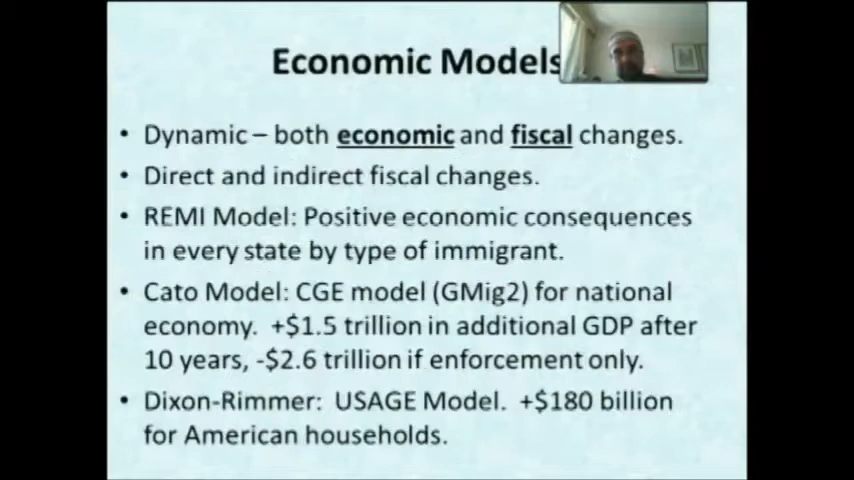 Economic Models
• Dynamic – both economic and fiscal changes.
• Direct and indirect fiscal changes.
• REMI Model: Positive economic consequences
in every state by type of immigrant.
• Cato Model: CGE model (GMig2) for national
economy. +$1.5 trillion in additional GDP after
10 years, -$2.6 trillion if enforcement only.
• Dixon-Rimmer: USAGE Model. +$180 billion
for American households.